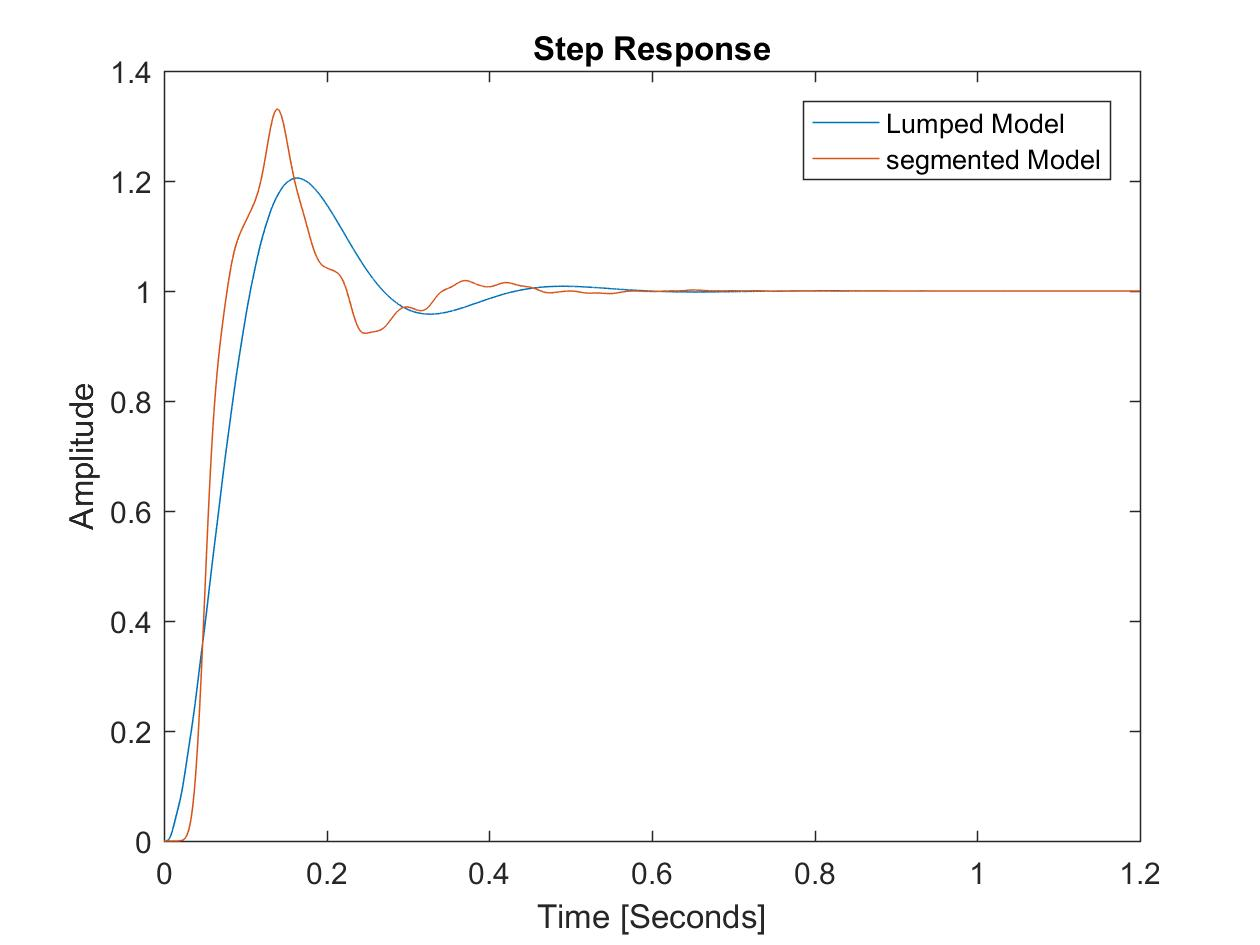 Step Response
Lumped Model
segmented Model
1.4
1.2
1
0.8
0.6
0.4
0.2
0
Amplitude
0 0.2 0.4 0.6 0.8 1 1.2
Time [Seconds]